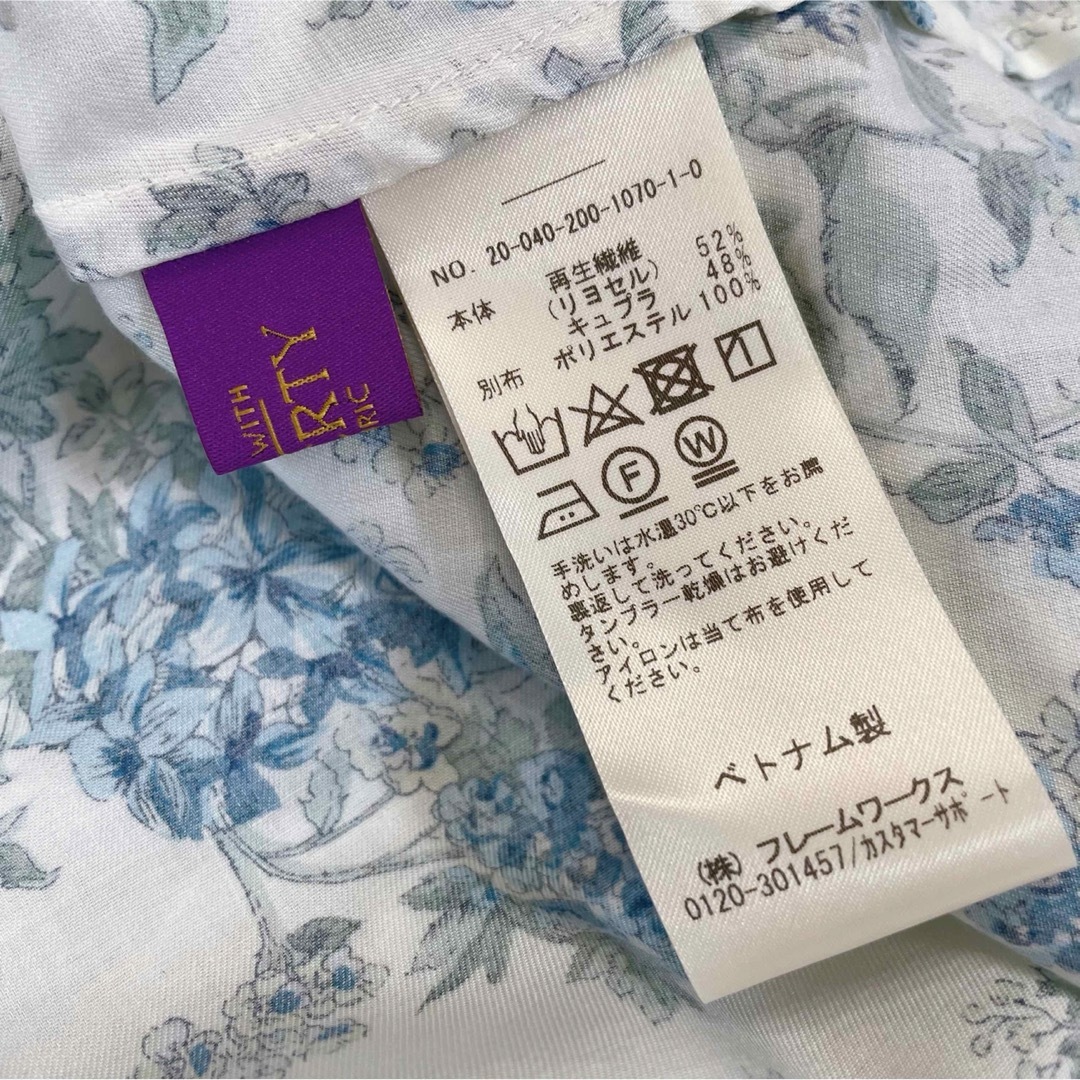 WITH
RTY
RIC
NO. 20-040-200-1070-1-0
本体 再生繊維 52%
(リヨセル)
キュプラ 48%
別布 ポリエステル 100%
1
F W
手洗いは水温30℃以下をお薦
めします。
裏返して洗ってください。
タンブラー乾燥はお避けくだ
さい。
アイロンは当て布を使用して
ください。
ベトナム製
(株) フレームワークス
0120-301457/カスタマーサポート